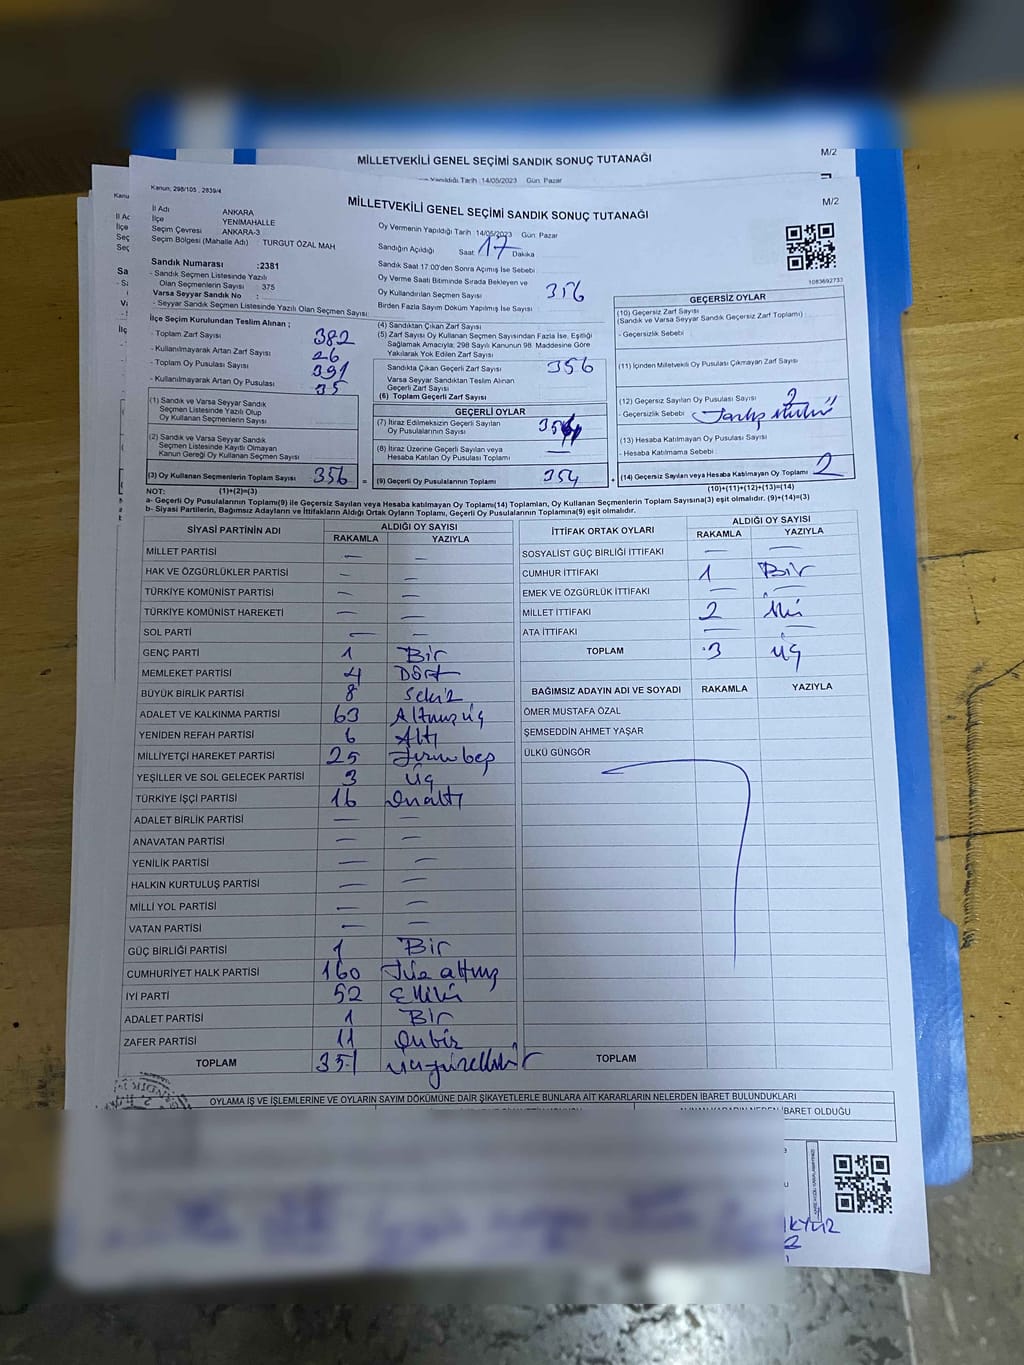 MİLLETVEKİLİ GENEL SEÇİMİ SANDIK SONUÇ TUTANAĞI
M/2
Yapıldığı Tarih :14/05/2023 Gün: Pazar
Kanun: 298/105 , 2839/4
MİLLETVEKİLİ GENEL SEÇİMİ SANDIK SONUÇ TUTANAĞI
M/2
İl Adı ANKARA
İlçe YENİMAHALLE
Seçim Çevresi ANKARA-3
Seçim Bölgesi (Mahalle Adı) : TURGUT ÖZAL MAH
Sandık Numarası :2381
- Sandık Seçmen Listesinde Yazılı
Olan Seçmenlerin Sayısı : 375
Varsa Seyyar Sandık No :
- Seyyar Sandık Seçmen Listesinde Yazılı Olan Seçmen Sayısı
Oy Vermenin Yapıldığı Tarih :14/05/2023 Gün: Pazar
Sandığın Açıldığı Saat 17 Dakika
Sandık Saat 17:00'den Sonra Açımış İse Sebebi
Oy Verme Saati Bitiminde Sırada Bekleyen ve
Oy Kullandırılan Seçmen Sayısı 356
Birden Fazla Sayım Döküm Yapılmış İse Sayısı
1083692733
İlçe Seçim Kurulundan Teslim Alınan ;
- Toplam Zarf Sayısı 382
- Kullanılmayarak Artan Zarf Sayısı 26
- Toplam Oy Pusulası Sayısı 391
- Kullanılmayarak Artan Oy Pusulası 35
(1) Sandık ve Varsa Seyyar Sandık
Seçmen Listesinde Yazılı Olup
Oy Kullanan Seçmenlerin Sayısı
(2) Sandık ve Varsa Seyyar Sandık
Seçmen Listesinde Kayıtlı Olmayan
Kanun Gereği Oy Kullanan Seçmen Sayısı
(3) Oy Kullanan Seçmenlerin Toplam Sayısı 356
(1)+(2)=(3)
(4) Sandıktan Çıkan Zarf Sayısı
(5) Zarf Sayısı Oy Kullanan Seçmen Sayısından Fazla İse, Eşitliği
Sağlamak Amacıyla; 298 Sayılı Kanunun 98. Maddesine Göre
Yakılarak Yok Edilen Zarf Sayısı
Sandıkta Çıkan Geçerli Zarf Sayısı 356
Varsa Seyyar Sandıktan Teslim Alınan
Geçerli Zarf Sayısı
(6) Toplam Geçerli Zarf Sayısı
GEÇERLİ OYLAR
(7) İtiraz Edilmeksizin Geçerli Sayılan
Oy Pusulalarının Sayısı 354
(8) İtiraz Üzerine Geçerli Sayılan veya
Hesaba Katılan Oy Pusulaları Toplamı —
= (9) Geçerli Oy Pusulalarının Toplamı 354
GEÇERSİZ OYLAR
(10) Geçersiz Zarf Sayısı
(Sandık ve Varsa Seyyar Sandık Geçersiz Zarf Toplamı)
- Geçersizlik Sebebi
(11) İçinden Milletvekili Oy Pusulası Çıkmayan Zarf Sayısı
(12) Geçersiz Sayılan Oy Pusulası Sayısı 2
- Geçersizlik Sebebi
(13) Hesaba Katılmayan Oy Pusulası Sayısı
- Hesaba Katılmama Sebebi
+ (14) Geçersiz Sayılan veya Hesaba Katılmayan Oy Toplamı 2
(10)+(11)+(12)+(13)=(14)
NOT:
a- Geçerli Oy Pusulalarının Toplamı(9) ile Geçersiz Sayılan veya Hesaba katılmayan Oy Toplamı(14) Toplamları, Oy Kullanan Seçmenlerin Toplam Sayısına(3) eşit olmalıdır. (9)+(14)=(3)
b- Siyasi Partilerin, Bağımsız Adayların ve İttifakların Aldığı Ortak Oyların Toplamı, Geçerli Oy Pusulalarının Toplamına(9) eşit olmalıdır.
SİYASİ PARTİNİN ADI ALDIĞI OY SAYISI
RAKAMLA YAZIYLA
MİLLET PARTİSİ — —
HAK VE ÖZGÜRLÜKLER PARTİSİ — —
TÜRKİYE KOMÜNİST PARTİSİ — —
TÜRKİYE KOMÜNİST HAREKETİ — —
SOL PARTİ — —
GENÇ PARTİ 1 Bir
MEMLEKET PARTİSİ 4 Dört
BÜYÜK BİRLİK PARTİSİ 8 Sekiz
ADALET VE KALKINMA PARTİSİ 63 Altmış üç
YENİDEN REFAH PARTİSİ 6 Altı
MİLLİYETÇİ HAREKET PARTİSİ 25 Yirmi beş
YEŞİLLER VE SOL GELECEK PARTİSİ 3 Üç
TÜRKİYE İŞÇİ PARTİSİ 16 Onaltı
ADALET BİRLİK PARTİSİ — —
ANAVATAN PARTİSİ — —
YENİLİK PARTİSİ — —
HALKIN KURTULUŞ PARTİSİ — —
MİLLİ YOL PARTİSİ — —
VATAN PARTİSİ — —
GÜÇ BİRLİĞİ PARTİSİ 1 Bir
CUMHURİYET HALK PARTİSİ 160 Yüz altmış
İYİ PARTİ 52 Elliiki
ADALET PARTİSİ 1 Bir
ZAFER PARTİSİ 11 Onbir
TOPLAM 351 Üçyüzellibir
İTTİFAK ORTAK OYLARI ALDIĞI OY SAYISI
RAKAMLA YAZIYLA
SOSYALİST GÜÇ BİRLİĞİ İTTİFAKI — —
CUMHUR İTTİFAKI 1 Bir
EMEK VE ÖZGÜRLÜK İTTİFAKI — —
MİLLET İTTİFAKI 2 İki
ATA İTTİFAKI — —
TOPLAM 3 Üç
BAĞIMSIZ ADAYIN ADI VE SOYADI RAKAMLA YAZIYLA
ÖMER MUSTAFA ÖZAL
ŞEMSEDDİN AHMET YAŞAR
ÜLKÜ GÜNGÖR
TOPLAM
OYLAMA İŞ VE İŞLEMLERİNE VE OYLARIN SAYIM DÖKÜMÜNE DAİR ŞİKAYETLERLE BUNLARA AİT KARARLARIN NELERDEN İBARET BULUNDUKLARI
İBARET OLDUĞU